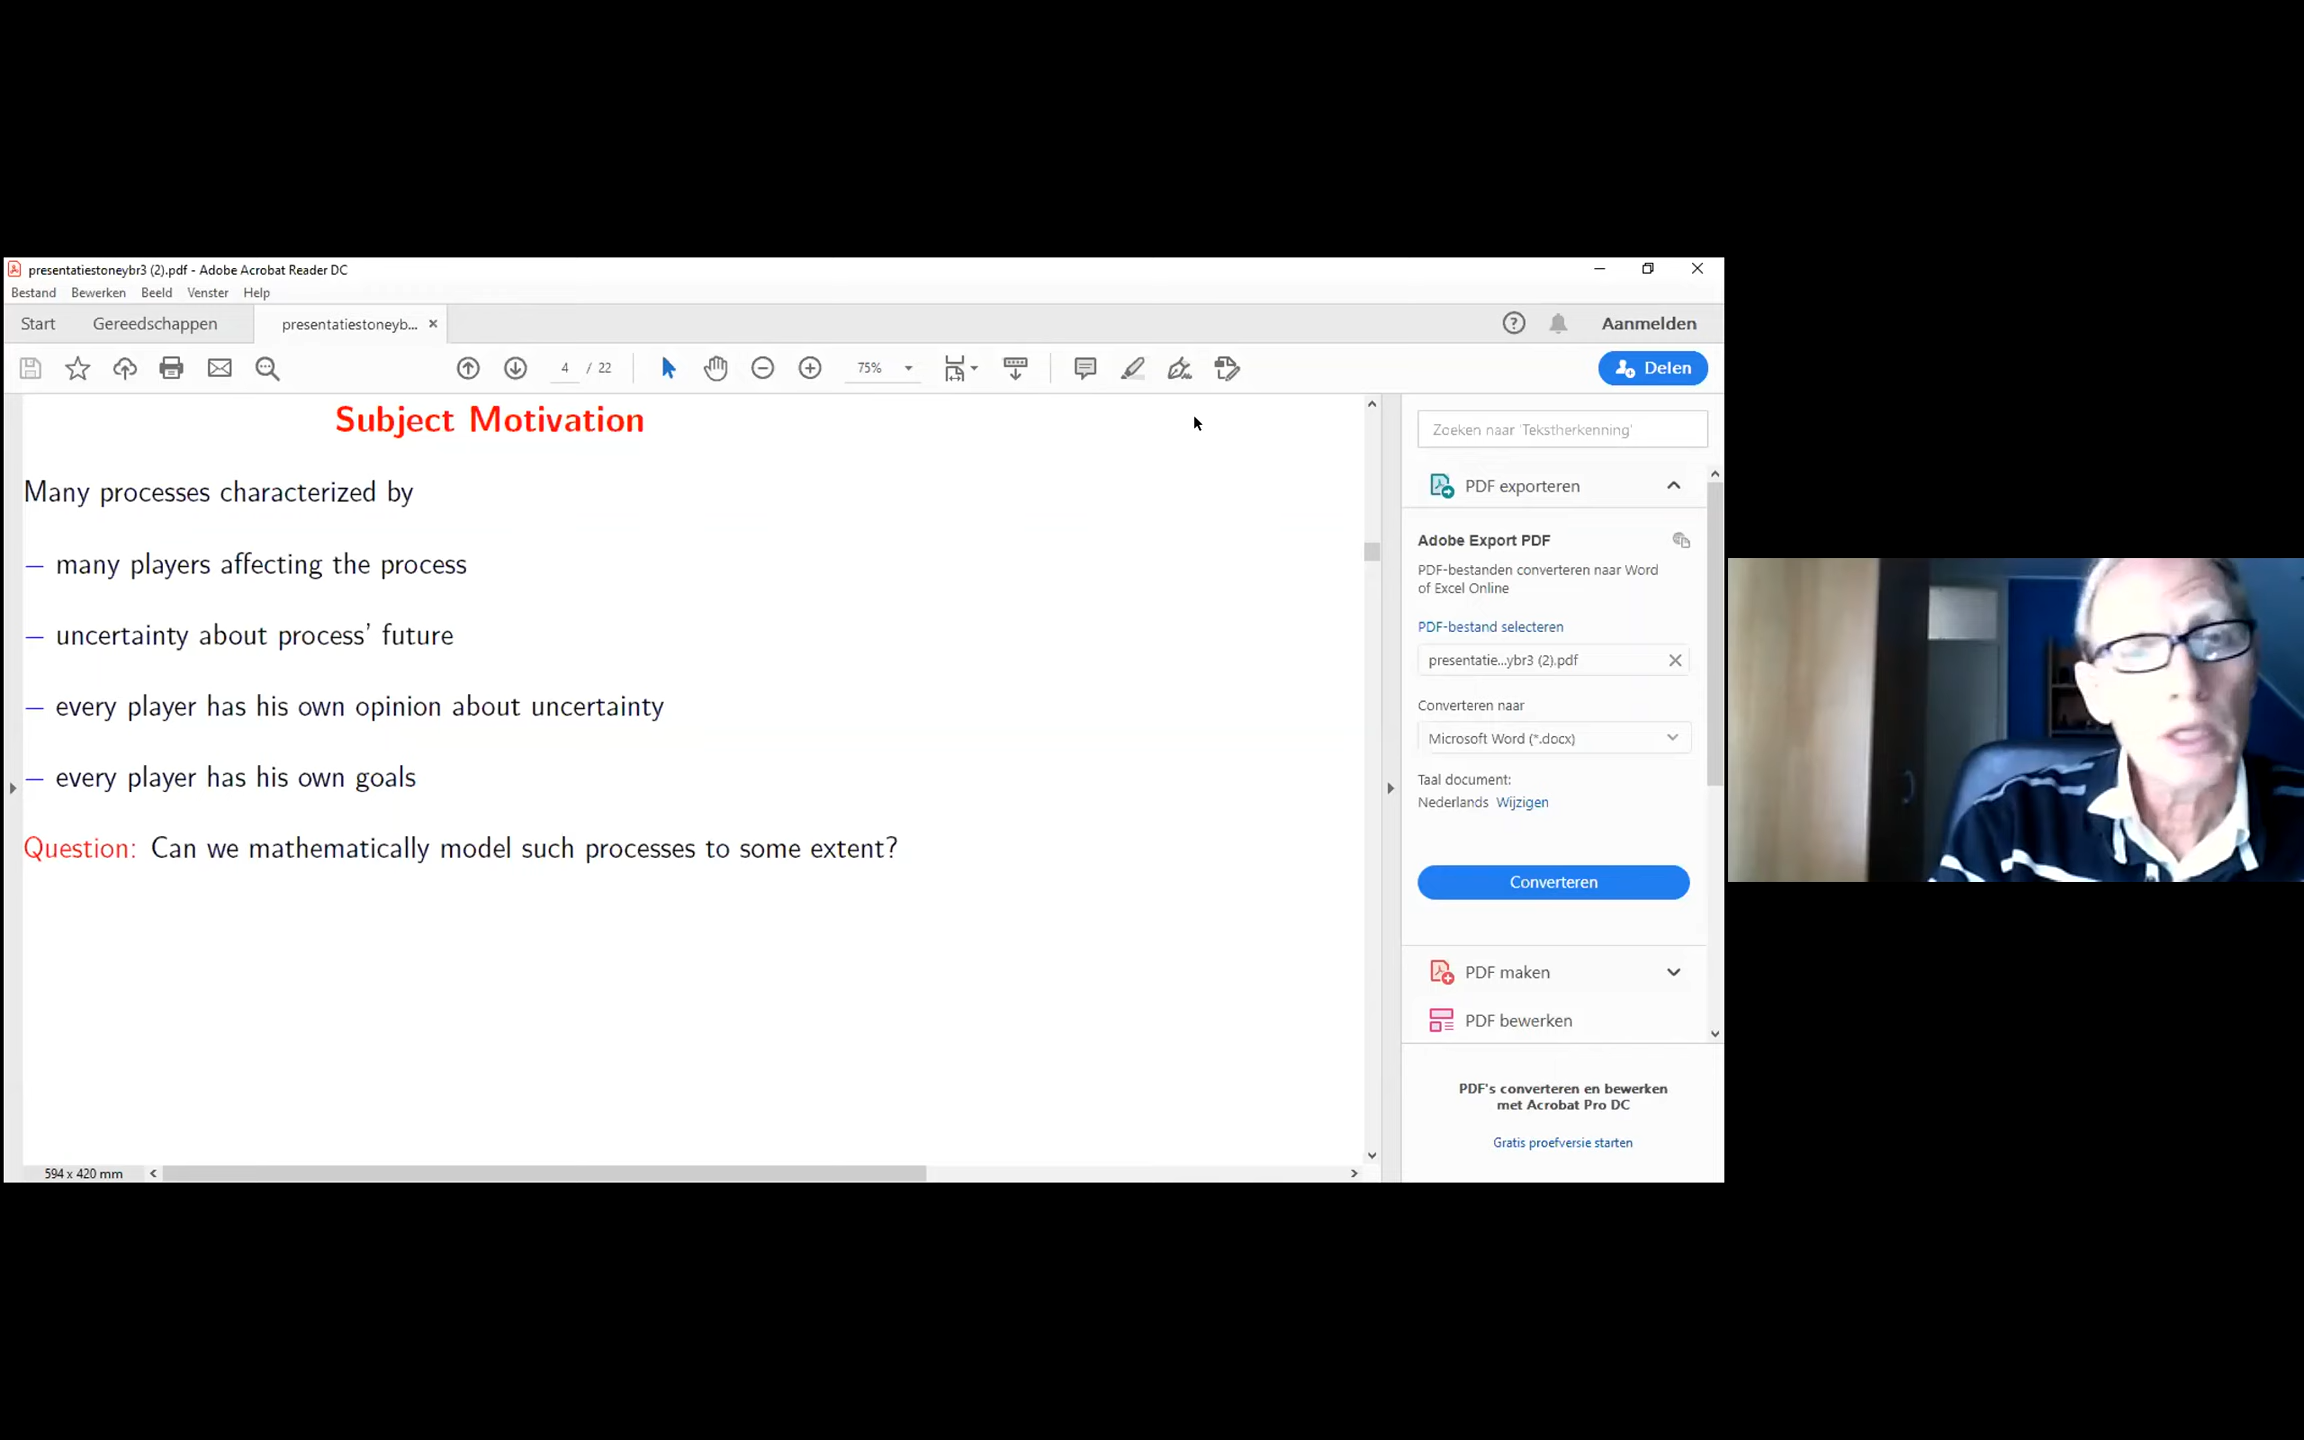 presentatiestoneybr3 (2).pdf - Adobe Acrobat Reader DC
Bestand Bewerken Beeld Venster Help
Start Gereedschappen presentatiestoneyb... Aanmelden
4 / 22 75% Delen
Subject Motivation
Many processes characterized by
– many players affecting the process
– uncertainty about process’ future
– every player has his own opinion about uncertainty
– every player has his own goals
Question: Can we mathematically model such processes to some extent?
594 x 420 mm
Zoeken naar 'Tekstherkenning'
PDF exporteren
Adobe Export PDF
PDF-bestanden converteren naar Word
of Excel Online
PDF-bestand selecteren
presentatie...ybr3 (2).pdf
Converteren naar
Microsoft Word (*.docx)
Taal document:
Nederlands Wijzigen
Converteren
PDF maken
PDF bewerken
PDF's converteren en bewerken
met Acrobat Pro DC
Gratis proefversie starten